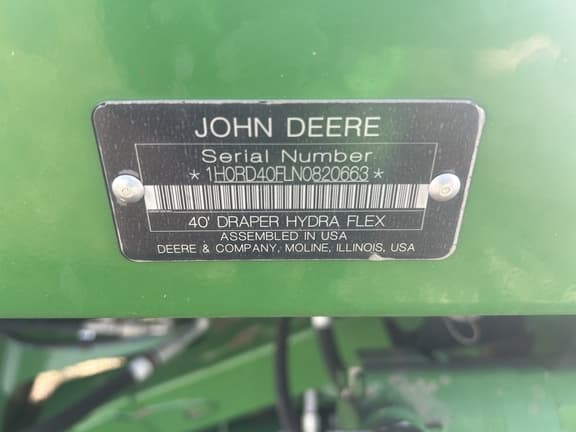 JOHN DEERE
Serial Number
*1H0RD40FLN0820663*
40' DRAPER HYDRA FLEX
ASSEMBLED IN USA
DEERE & COMPANY, MOLINE, ILLINOIS, USA